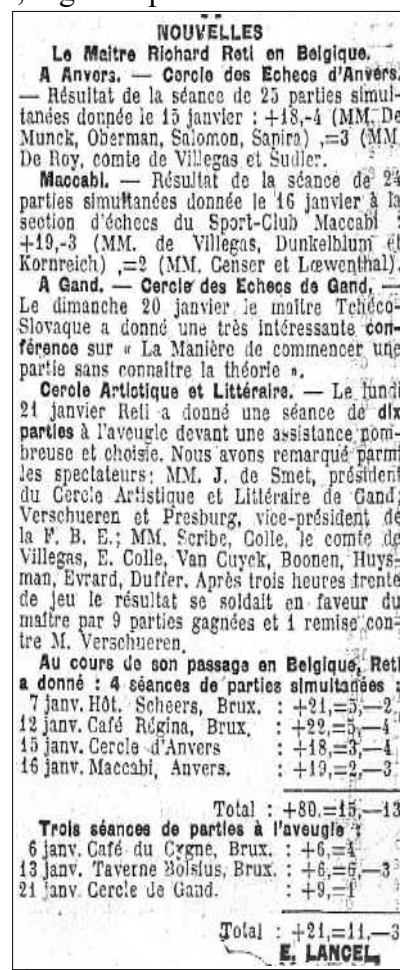 NOUVELLES
Le Maitre Richard Reti en Belgique.
A Anvers. — Cercle des Echecs d'Anvers.
— Résultat de la séance de 25 parties simul-
tanées donnée le 15 janvier : +18,-4 (MM. De
Munck, Oberman, Salomon, Sapira) ,=3 (MM.
De Roy, comte de Villegas et Sudler.
Maccabi. — Résultat de la séance de 24
parties simultanées donnée le 16 janvier à la
section d'échecs du Sport-Club Maccabi :
+19,-3 (MM. de Villegas, Dunkelblum et
Kornreich) ,=2 (MM. Censer et Lœwenthal).
A Gand. — Cercle des Echecs de Gand. —
Le dimanche 20 janvier le maître Tchéco-
Slovaque a donné une très intéressante con-
férence sur « La Manière de commencer une
partie sans connaître la théorie ».
Cercle Artistique et Littéraire. — Le lundi
21 janvier Reti a donné une séance de dix
parties à l'aveugle devant une assistance nom-
breuse et choisie. Nous avons remarqué parmi
les spectateurs: MM. J. de Smet, président
du Cercle Artistique et Littéraire de Gand;
Verschueren et Presburg, vice-président de
la F. B. E.; MM. Scribe, Colle, le comte de
Villegas, E. Colle, Van Cuyck, Boonen, Huys-
man, Evrard, Duffer. Après trois heures trente
de jeu le résultat se soldait en faveur du
maître par 9 parties gagnées et 1 remise con-
tre M. Verschueren.
Au cours de son passage en Belgique, Reti
a donné : 4 séances de parties simultanées :
7 janv. Hôt. Scheers, Brux. : +21,=5,—2
12 janv. Café Régina, Brux. : +22,=5,—4
15 janv. Cercle d'Anvers : +18,=3,—4
16 janv. Maccabi, Anvers. : +19,=2,—3
Total : +80,=15,—13
Trois séances de parties à l'aveugle :
6 janv. Café du Cygne, Brux. : +6,=4
13 janv. Taverne Bolsius, Brux. : +6,=6,—3
21 janv. Cercle de Gand. : +9,=1
Total : +21,=11,—3
E. LANCEL.